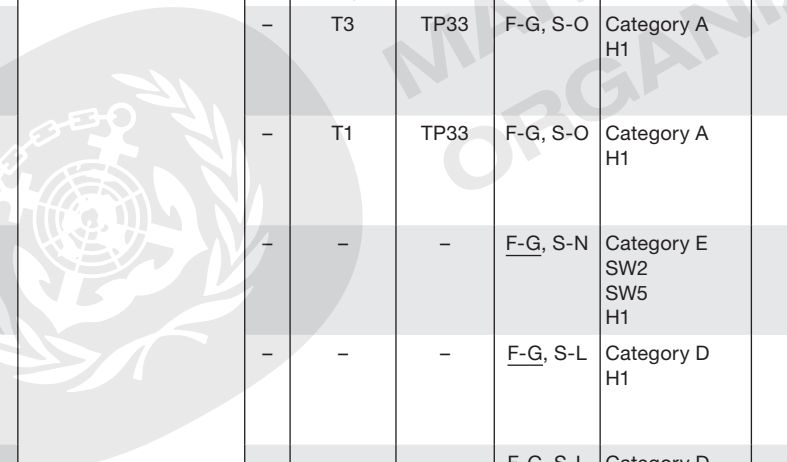 – T3 TP33 F-G, S-O Category A
H1
– T1 TP33 F-G, S-O Category A
H1
– – – F-G, S-N Category E
SW2
SW5
H1
– – – F-G, S-L Category D
H1